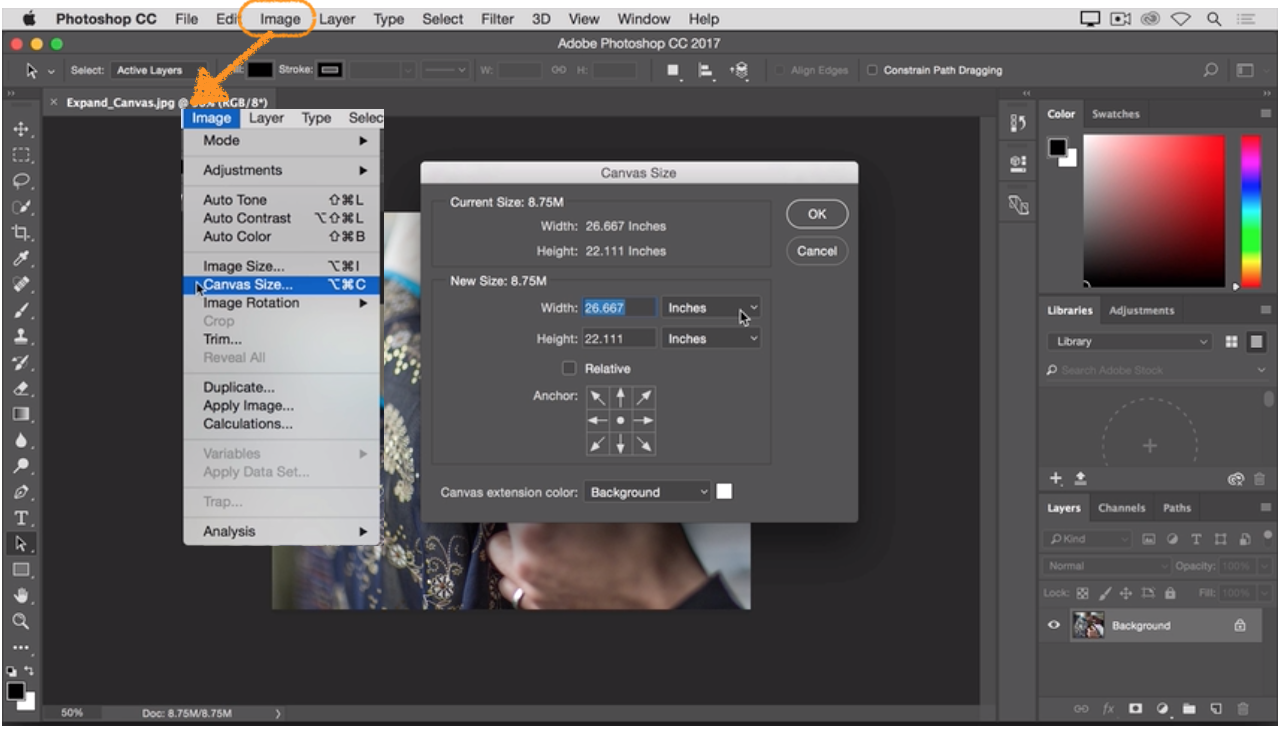 Photoshop CC File Edit Image Layer Type Select Filter 3D View Window Help
Adobe Photoshop CC 2017
Select: Active Layers Stroke: W: H: Align Edges Constrain Path Dragging
Expand_Canvas.jpg @ (RGB/8*)
Image Layer Type Selec
Mode
Adjustments
Auto Tone ⇧⌘L
Auto Contrast ⌥⇧⌘L
Auto Color ⇧⌘B
Image Size... ⌥⌘I
Canvas Size... ⌥⌘C
Image Rotation
Crop
Trim...
Reveal All
Duplicate...
Apply Image...
Calculations...
Variables
Apply Data Set...
Trap...
Analysis
Canvas Size
Current Size: 8.75M
Width: 26.667 Inches
Height: 22.111 Inches
OK
Cancel
New Size: 8.75M
Width: 26.667 Inches
Height: 22.111 Inches
Relative
Anchor:
Canvas extension color: Background
Color Swatches
Libraries Adjustments
Library
Search Adobe Stock
Layers Channels Paths
Kind
Normal Opacity: 100%
Lock: Fill: 100%
Background
fx
50% Doc: 8.75M/8.75M